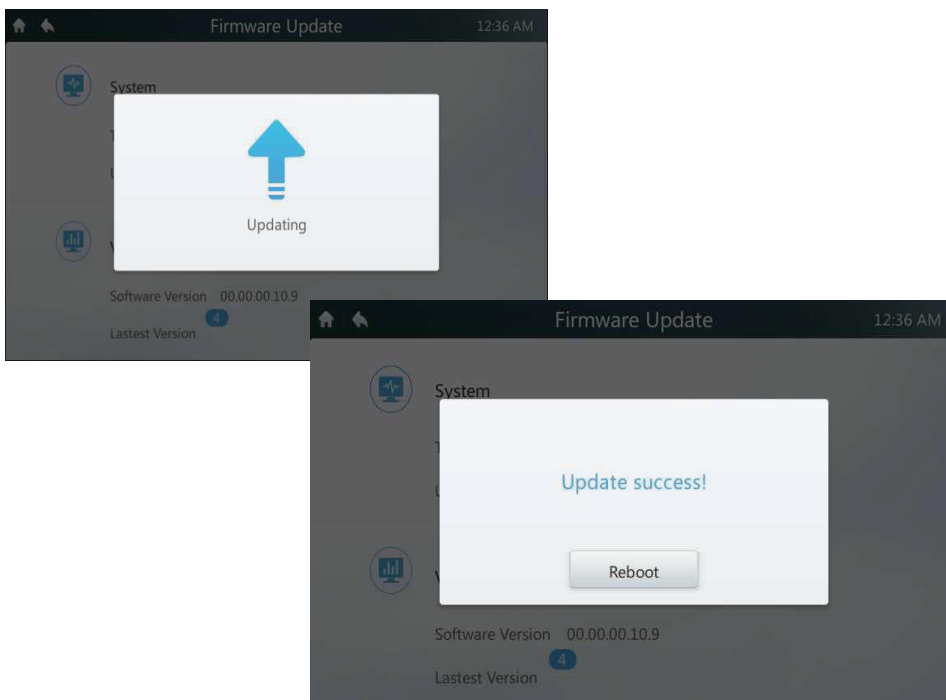 Firmware Update 12:36 AM
System
Updating
Software Version 00.00.00.10.9
4
Lastest Version
Firmware Update 12:36 AM
System
Update success!
Reboot
Software Version 00.00.00.10.9
4
Lastest Version